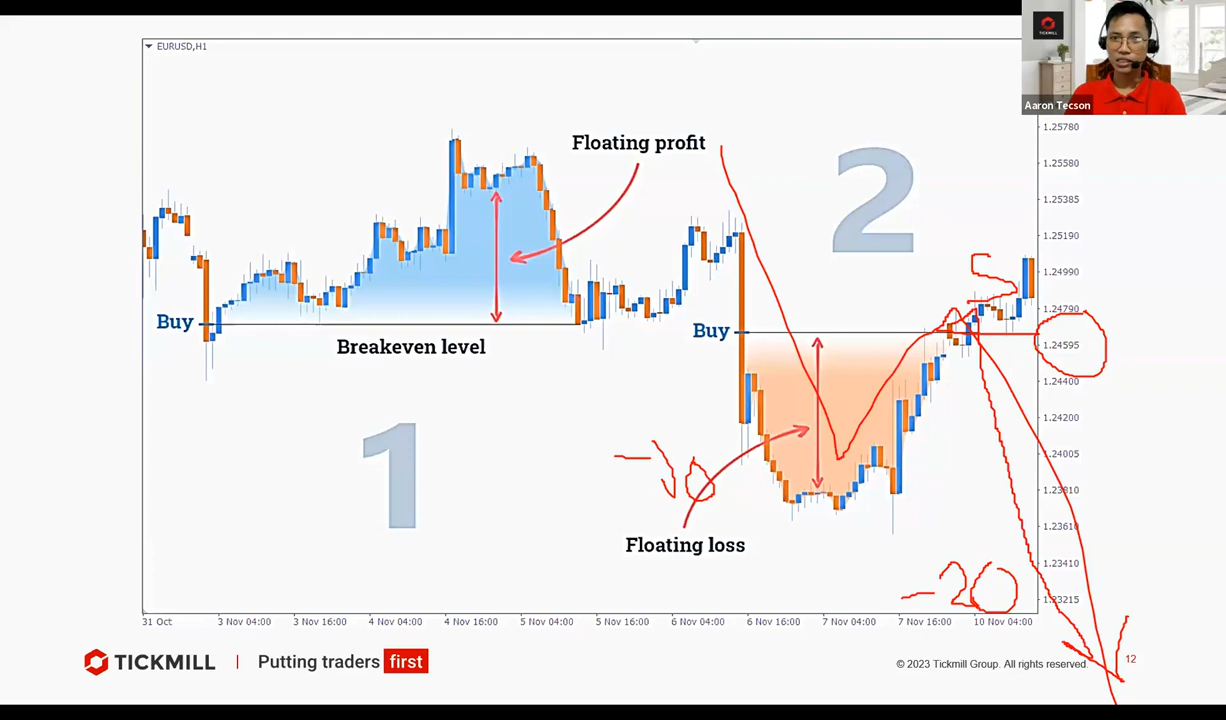 EURUSD,H1
TICKMILL
Aaron Tecson
Floating profit
2
1.25780
1.25580
1.25385
1.25190
1.24990
1.24790
1.24595
1.24400
1.24200
1.24005
1.23810
1.23610
1.23410
1.23215
5
Buy
Buy
Breakeven level
1
-10
Floating loss
-20
31 Oct
3 Nov 04:00
3 Nov 16:00
4 Nov 04:00
4 Nov 16:00
5 Nov 04:00
5 Nov 16:00
6 Nov 04:00
6 Nov 16:00
7 Nov 04:00
7 Nov 16:00
10 Nov 04:00
TICKMILL | Putting traders first
© 2023 Tickmill Group. All rights reserved.
12